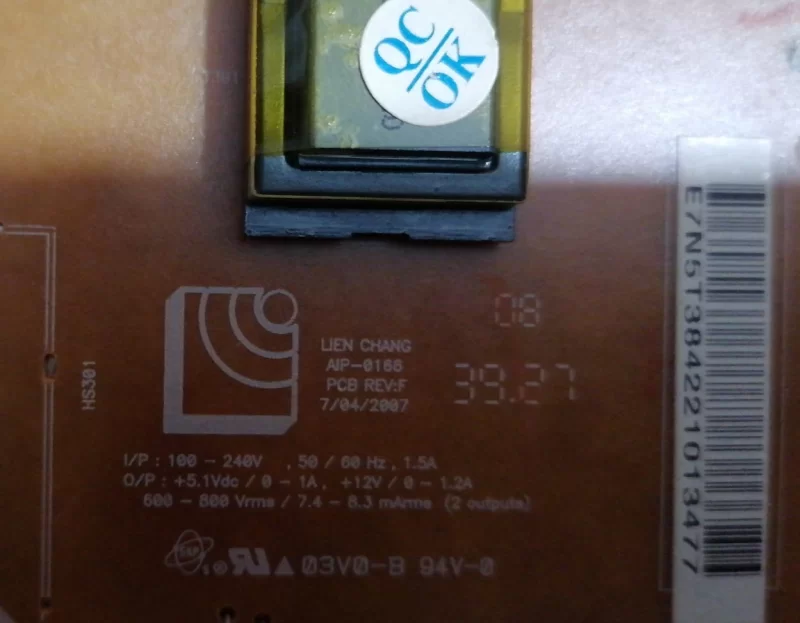 QC
OK
08
LIEN CHANG
AIP-0166
PCB REV:F
7/04/2007
39.27
HS301
I/P : 100 - 240V , 50 / 60 Hz , 1.5A
O/P : +5.1Vdc / 0 - 1A , +12V / 0 - 1.2A
600 - 800 Vrms / 7.4 - 8.3 mArms (2 outputs)
03V0-B 94V-0
E7N5T384221013477